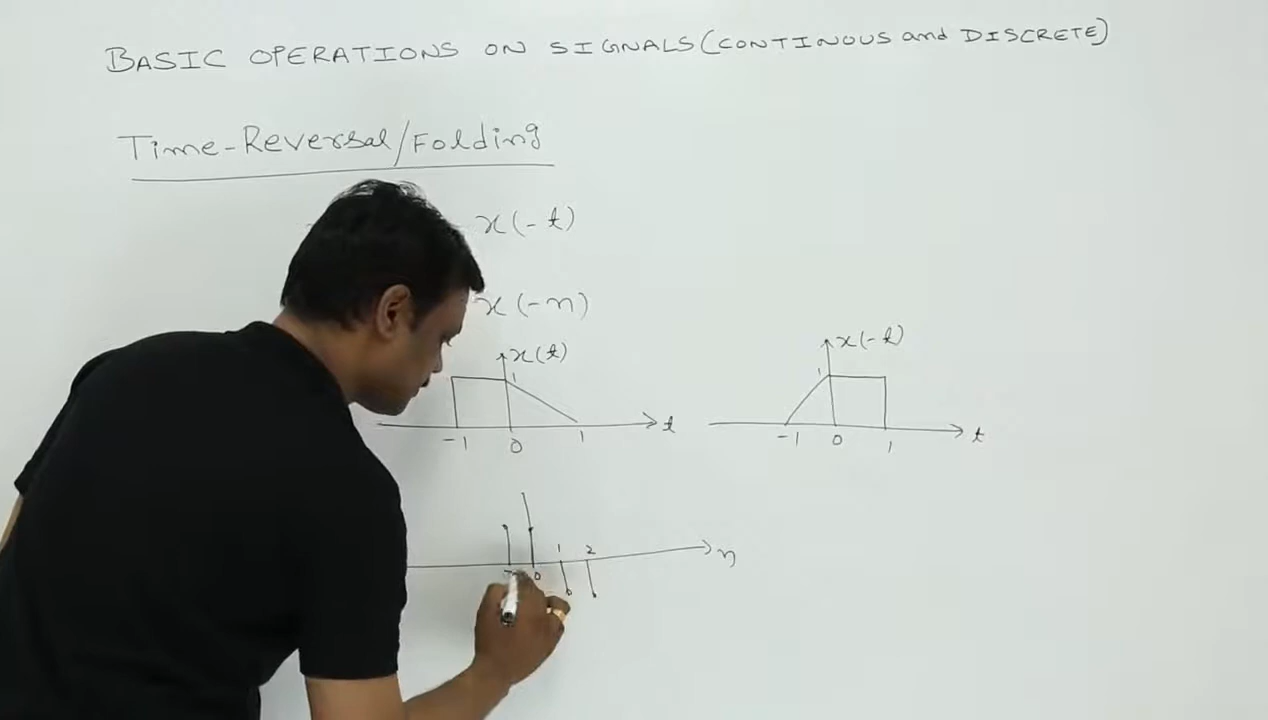 BASIC OPERATIONS ON SIGNALS (CONTINOUS and DISCRETE)
Time-Reversal/Folding
x(-t)
x(-n)
x(t)
1
-1 0 1 t
x(-t)
1
-1 0 1 t
1 2 n
0